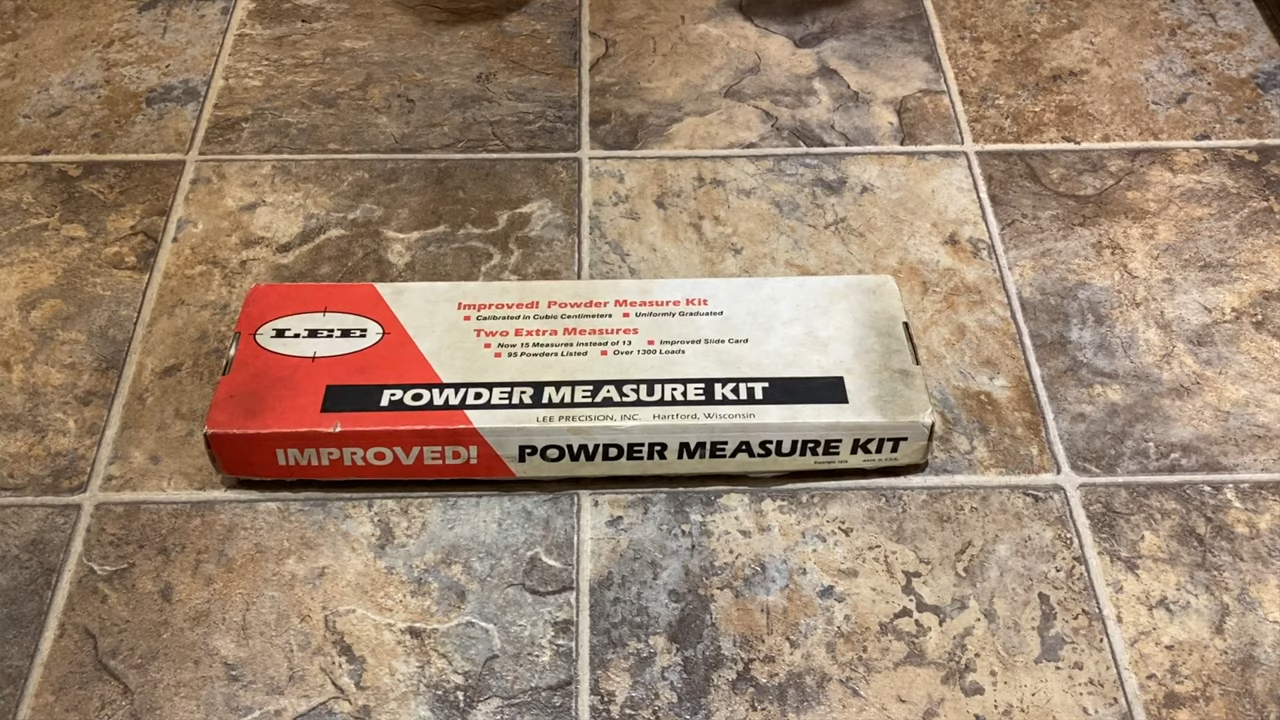 LEE
Improved! Powder Measure Kit
Calibrated in Cubic Centimeters Uniformly Graduated
Two Extra Measures
Now 15 Measures instead of 13 Improved Slide Card
95 Powders Listed Over 1300 Loads
POWDER MEASURE KIT
LEE PRECISION, INC. Hartford, Wisconsin
IMPROVED! POWDER MEASURE KIT
MADE IN U.S.A.